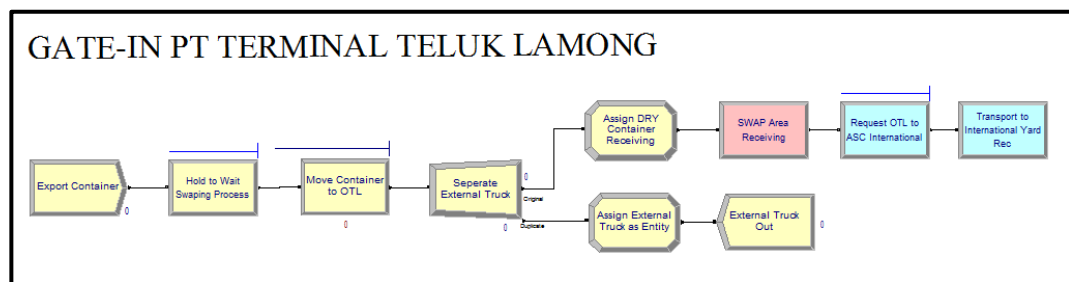 GATE-IN PT TERMINAL TELUK LAMONG
Export Container
0
Hold to Wait
Swaping Process
Move Container
to OTL
0
Seperate
External Truck
0
Original
0
Duplicate
Assign DRY
Container
Receiving
SWAP Area
Receiving
Request OTL to
ASC International
Transport to
International Yard
Rec
Assign External
Truck as Entity
External Truck
Out
0